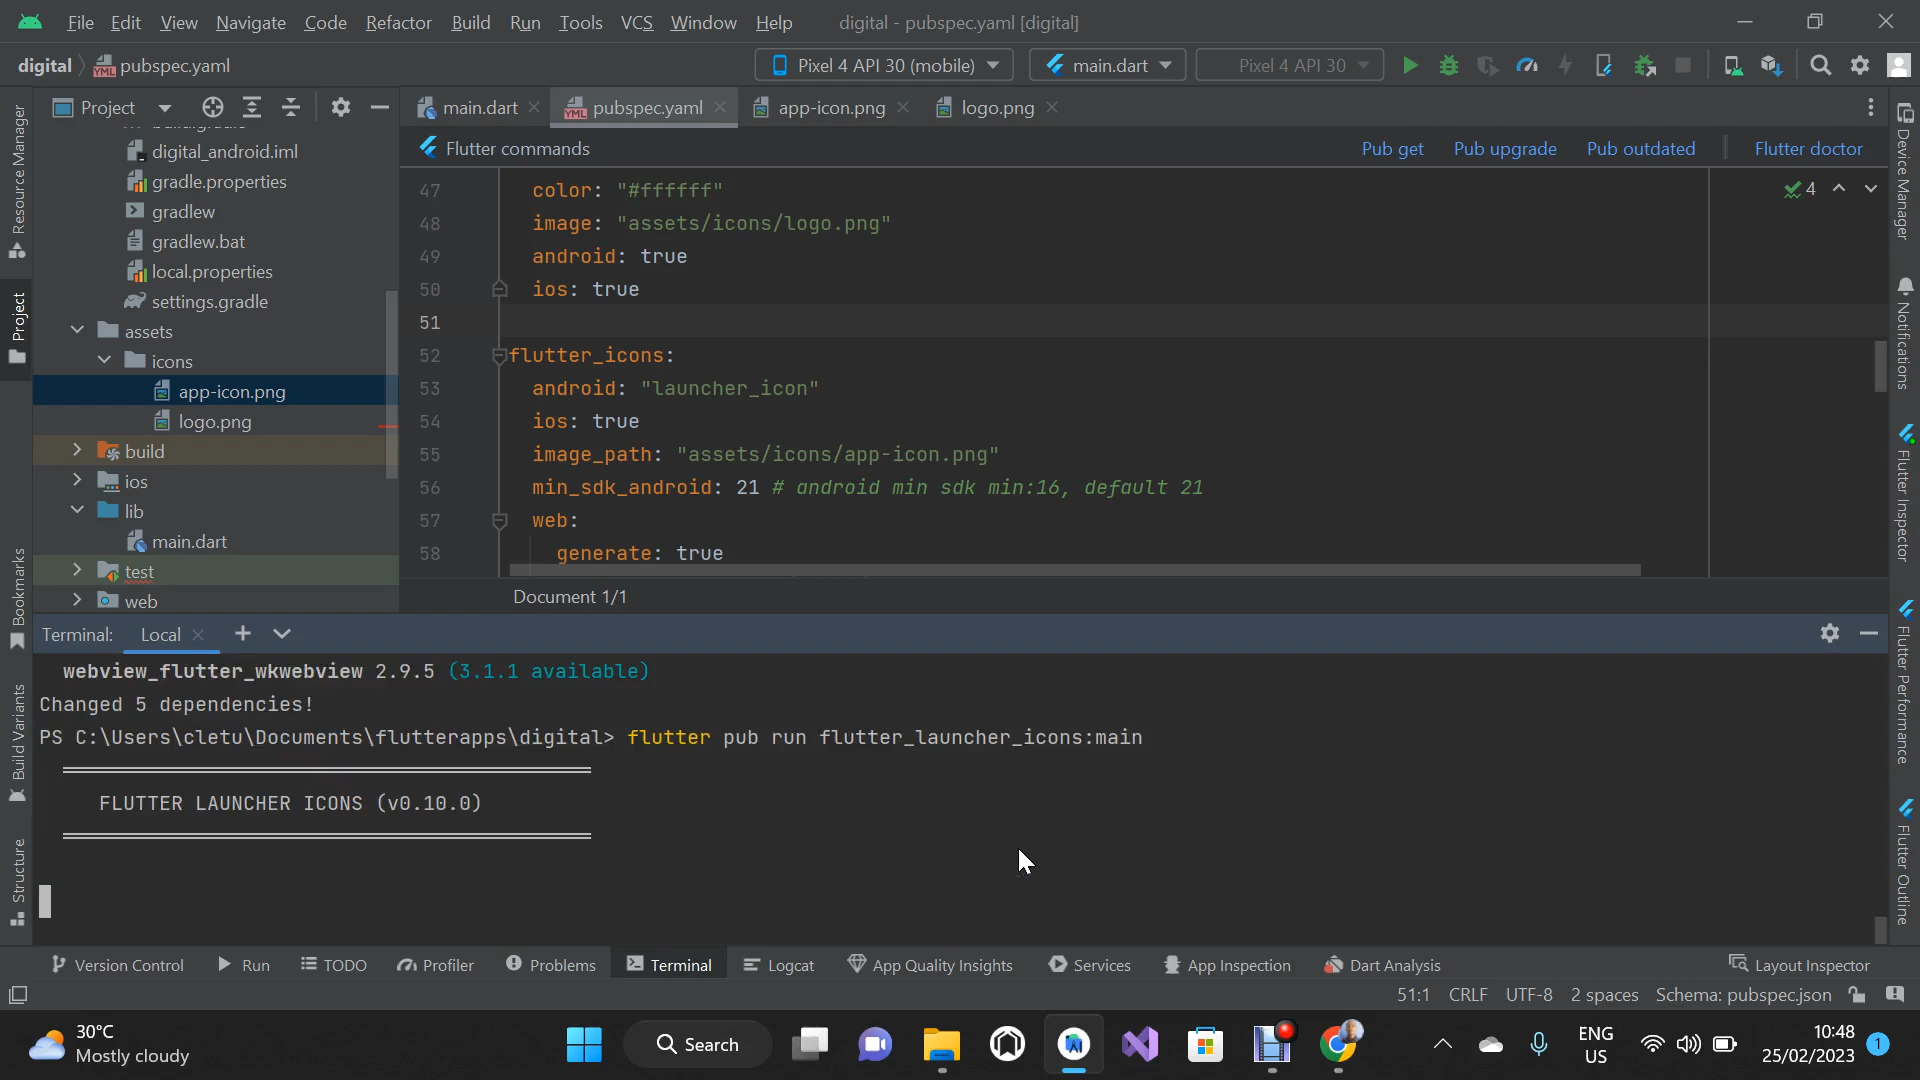 File Edit View Navigate Code Refactor Build Run Tools VCS Window Help digital - pubspec.yaml [digital]
digital pubspec.yaml Pixel 4 API 30 (mobile) main.dart Pixel 4 API 30
Project main.dart pubspec.yaml app-icon.png logo.png
Flutter commands Pub get Pub upgrade Pub outdated Flutter doctor
digital_android.iml
gradle.properties
gradlew
gradlew.bat
local.properties
settings.gradle
assets
icons
app-icon.png
logo.png
build
ios
lib
main.dart
test
web
47 color: "#ffffff"
48 image: "assets/icons/logo.png"
49 android: true
50 ios: true
51
52 flutter_icons:
53 android: "launcher_icon"
54 ios: true
55 image_path: "assets/icons/app-icon.png"
56 min_sdk_android: 21 # android min sdk min:16, default 21
57 web:
58 generate: true
4
Document 1/1
Resource Manager
Project
Bookmarks
Build Variants
Structure
Device Manager
Notifications
Flutter Inspector
Flutter Performance
Flutter Outline
Terminal: Local
webview_flutter_wkwebview 2.9.5 (3.1.1 available)
Changed 5 dependencies!
PS C:\Users\cletu\Documents\flutterapps\digital> flutter pub run flutter_launcher_icons:main
FLUTTER LAUNCHER ICONS (v0.10.0)
Version Control Run TODO Profiler Problems Terminal Logcat App Quality Insights Services App Inspection Dart Analysis Layout Inspector
51:1 CRLF UTF-8 2 spaces Schema: pubspec.json
30°C
Mostly cloudy
Search
ENG
US
10:48
25/02/2023
1